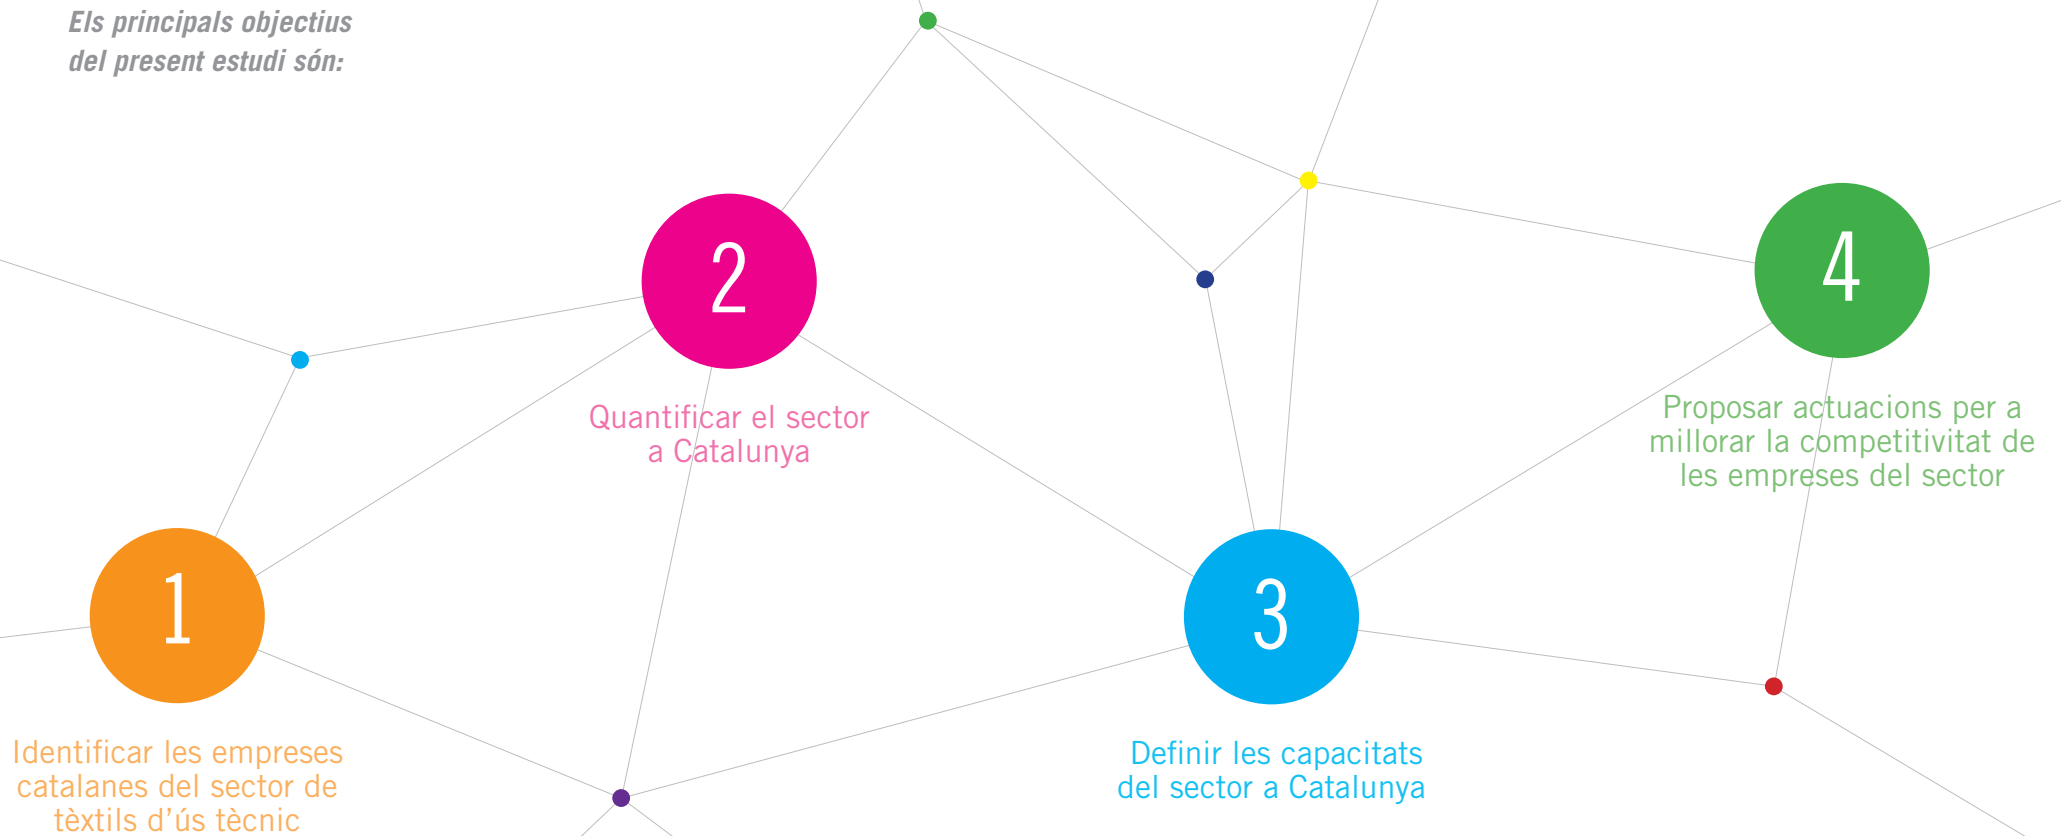 Els principals objectius
del present estudi són:
1
Identificar les empreses
catalanes del sector de
tèxtils d’ús tècnic
2
Quantificar el sector
a Catalunya
3
Definir les capacitats
del sector a Catalunya
4
Proposar actuacions per a
millorar la competitivitat de
les empreses del sector